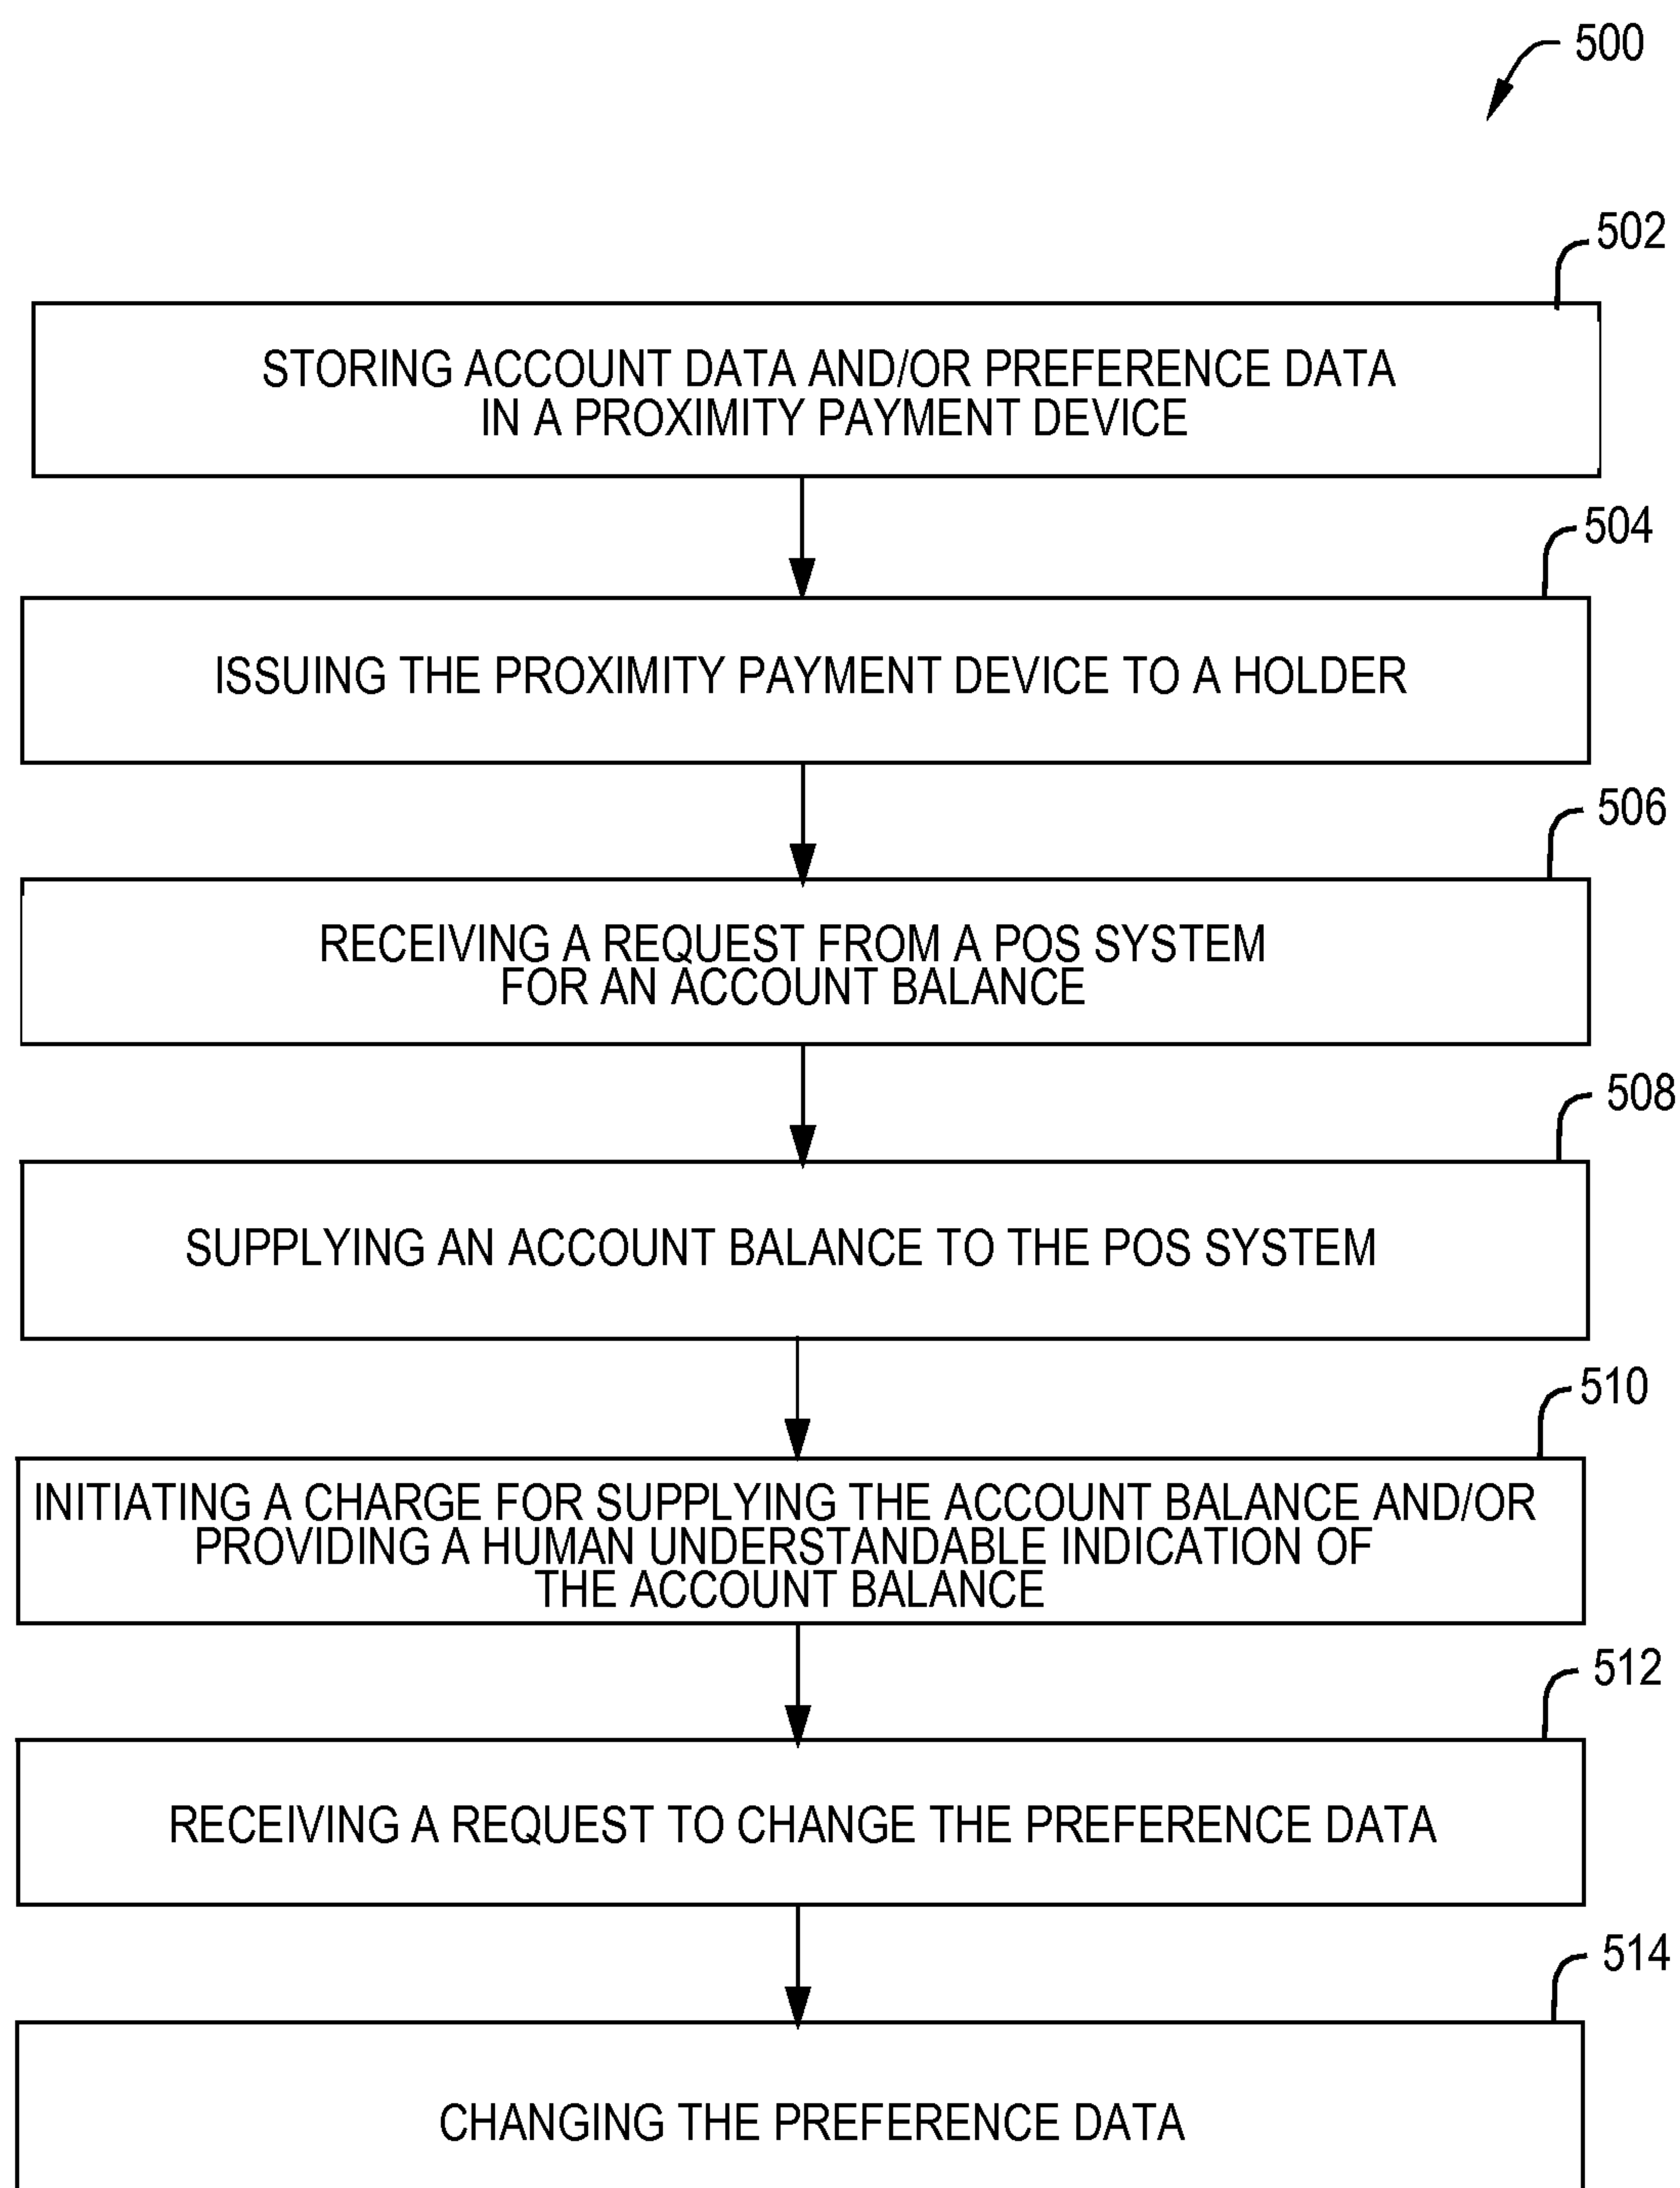 500
502
STORING ACCOUNT DATA AND/OR PREFERENCE DATA
IN A PROXIMITY PAYMENT DEVICE
504
ISSUING THE PROXIMITY PAYMENT DEVICE TO A HOLDER
506
RECEIVING A REQUEST FROM A POS SYSTEM
FOR AN ACCOUNT BALANCE
508
SUPPLYING AN ACCOUNT BALANCE TO THE POS SYSTEM
510
INITIATING A CHARGE FOR SUPPLYING THE ACCOUNT BALANCE AND/OR
PROVIDING A HUMAN UNDERSTANDABLE INDICATION OF
THE ACCOUNT BALANCE
512
RECEIVING A REQUEST TO CHANGE THE PREFERENCE DATA
514
CHANGING THE PREFERENCE DATA